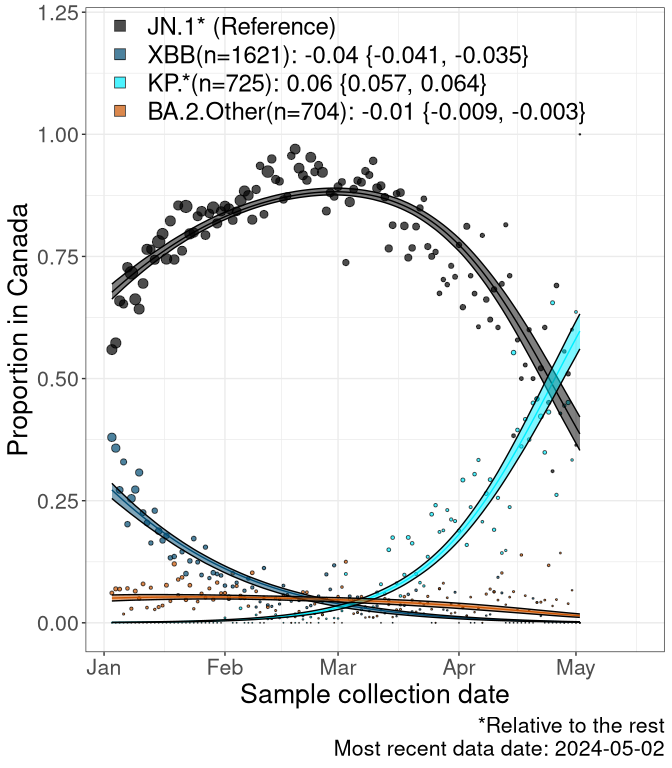 1.25
JN.1* (Reference)
XBB(n=1621): -0.04 {-0.041, -0.035}
KP.*(n=725): 0.06 {0.057, 0.064}
BA.2.Other(n=704): -0.01 {-0.009, -0.003}
1.00
0.75
0.50
0.25
0.00
Proportion in Canada
Jan Feb Mar Apr May
Sample collection date
*Relative to the rest
Most recent data date: 2024-05-02